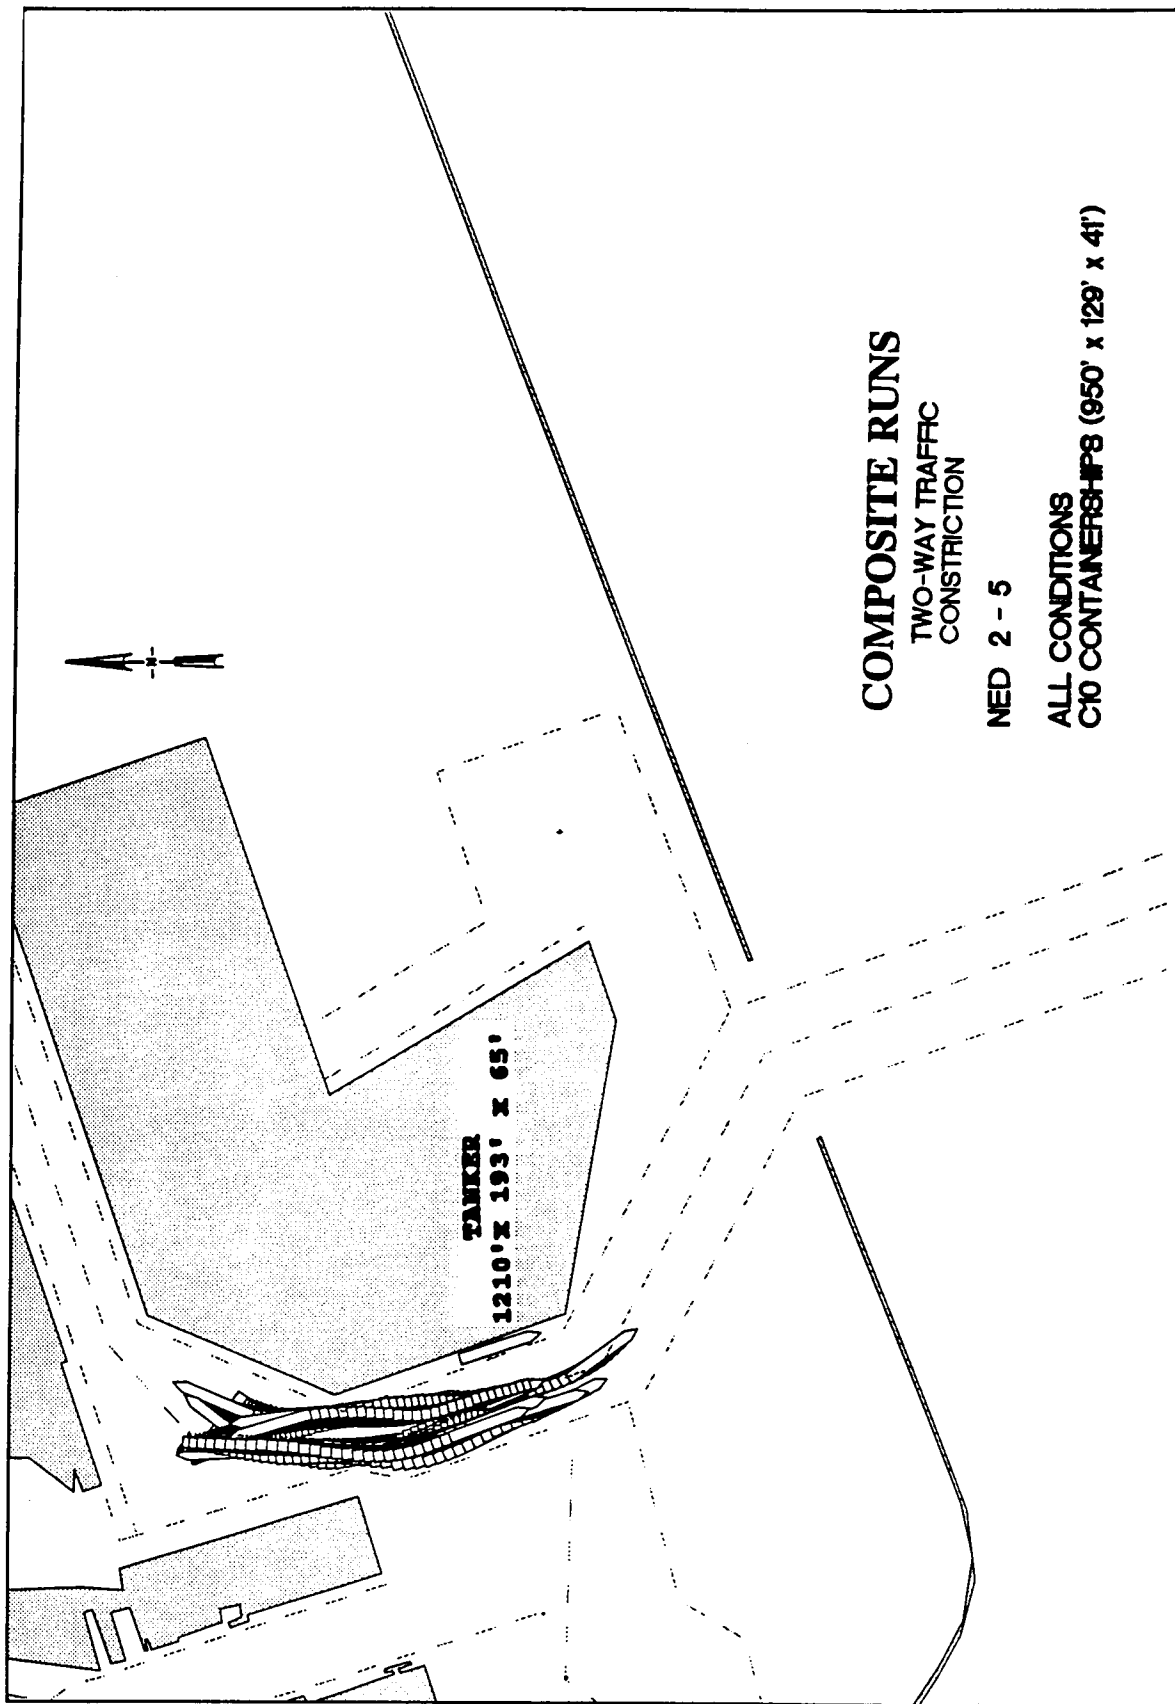 COMPOSITE RUNS
TWO-WAY TRAFFIC
CONSTRICTION
NED 2 - 5
ALL CONDITIONS
C10 CONTAINERSHIPS (950' x 129' x 41')
TANKER
1210'X 193' X 65'